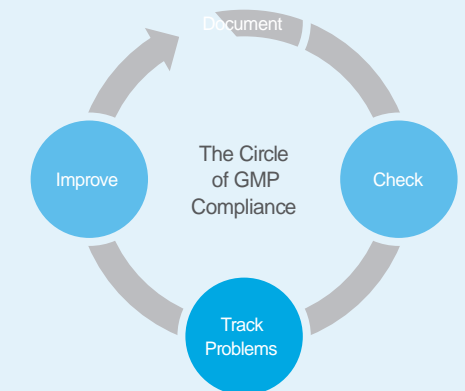 Document
The Circle
of GMP
Compliance
Improve
Check
Track
Problems